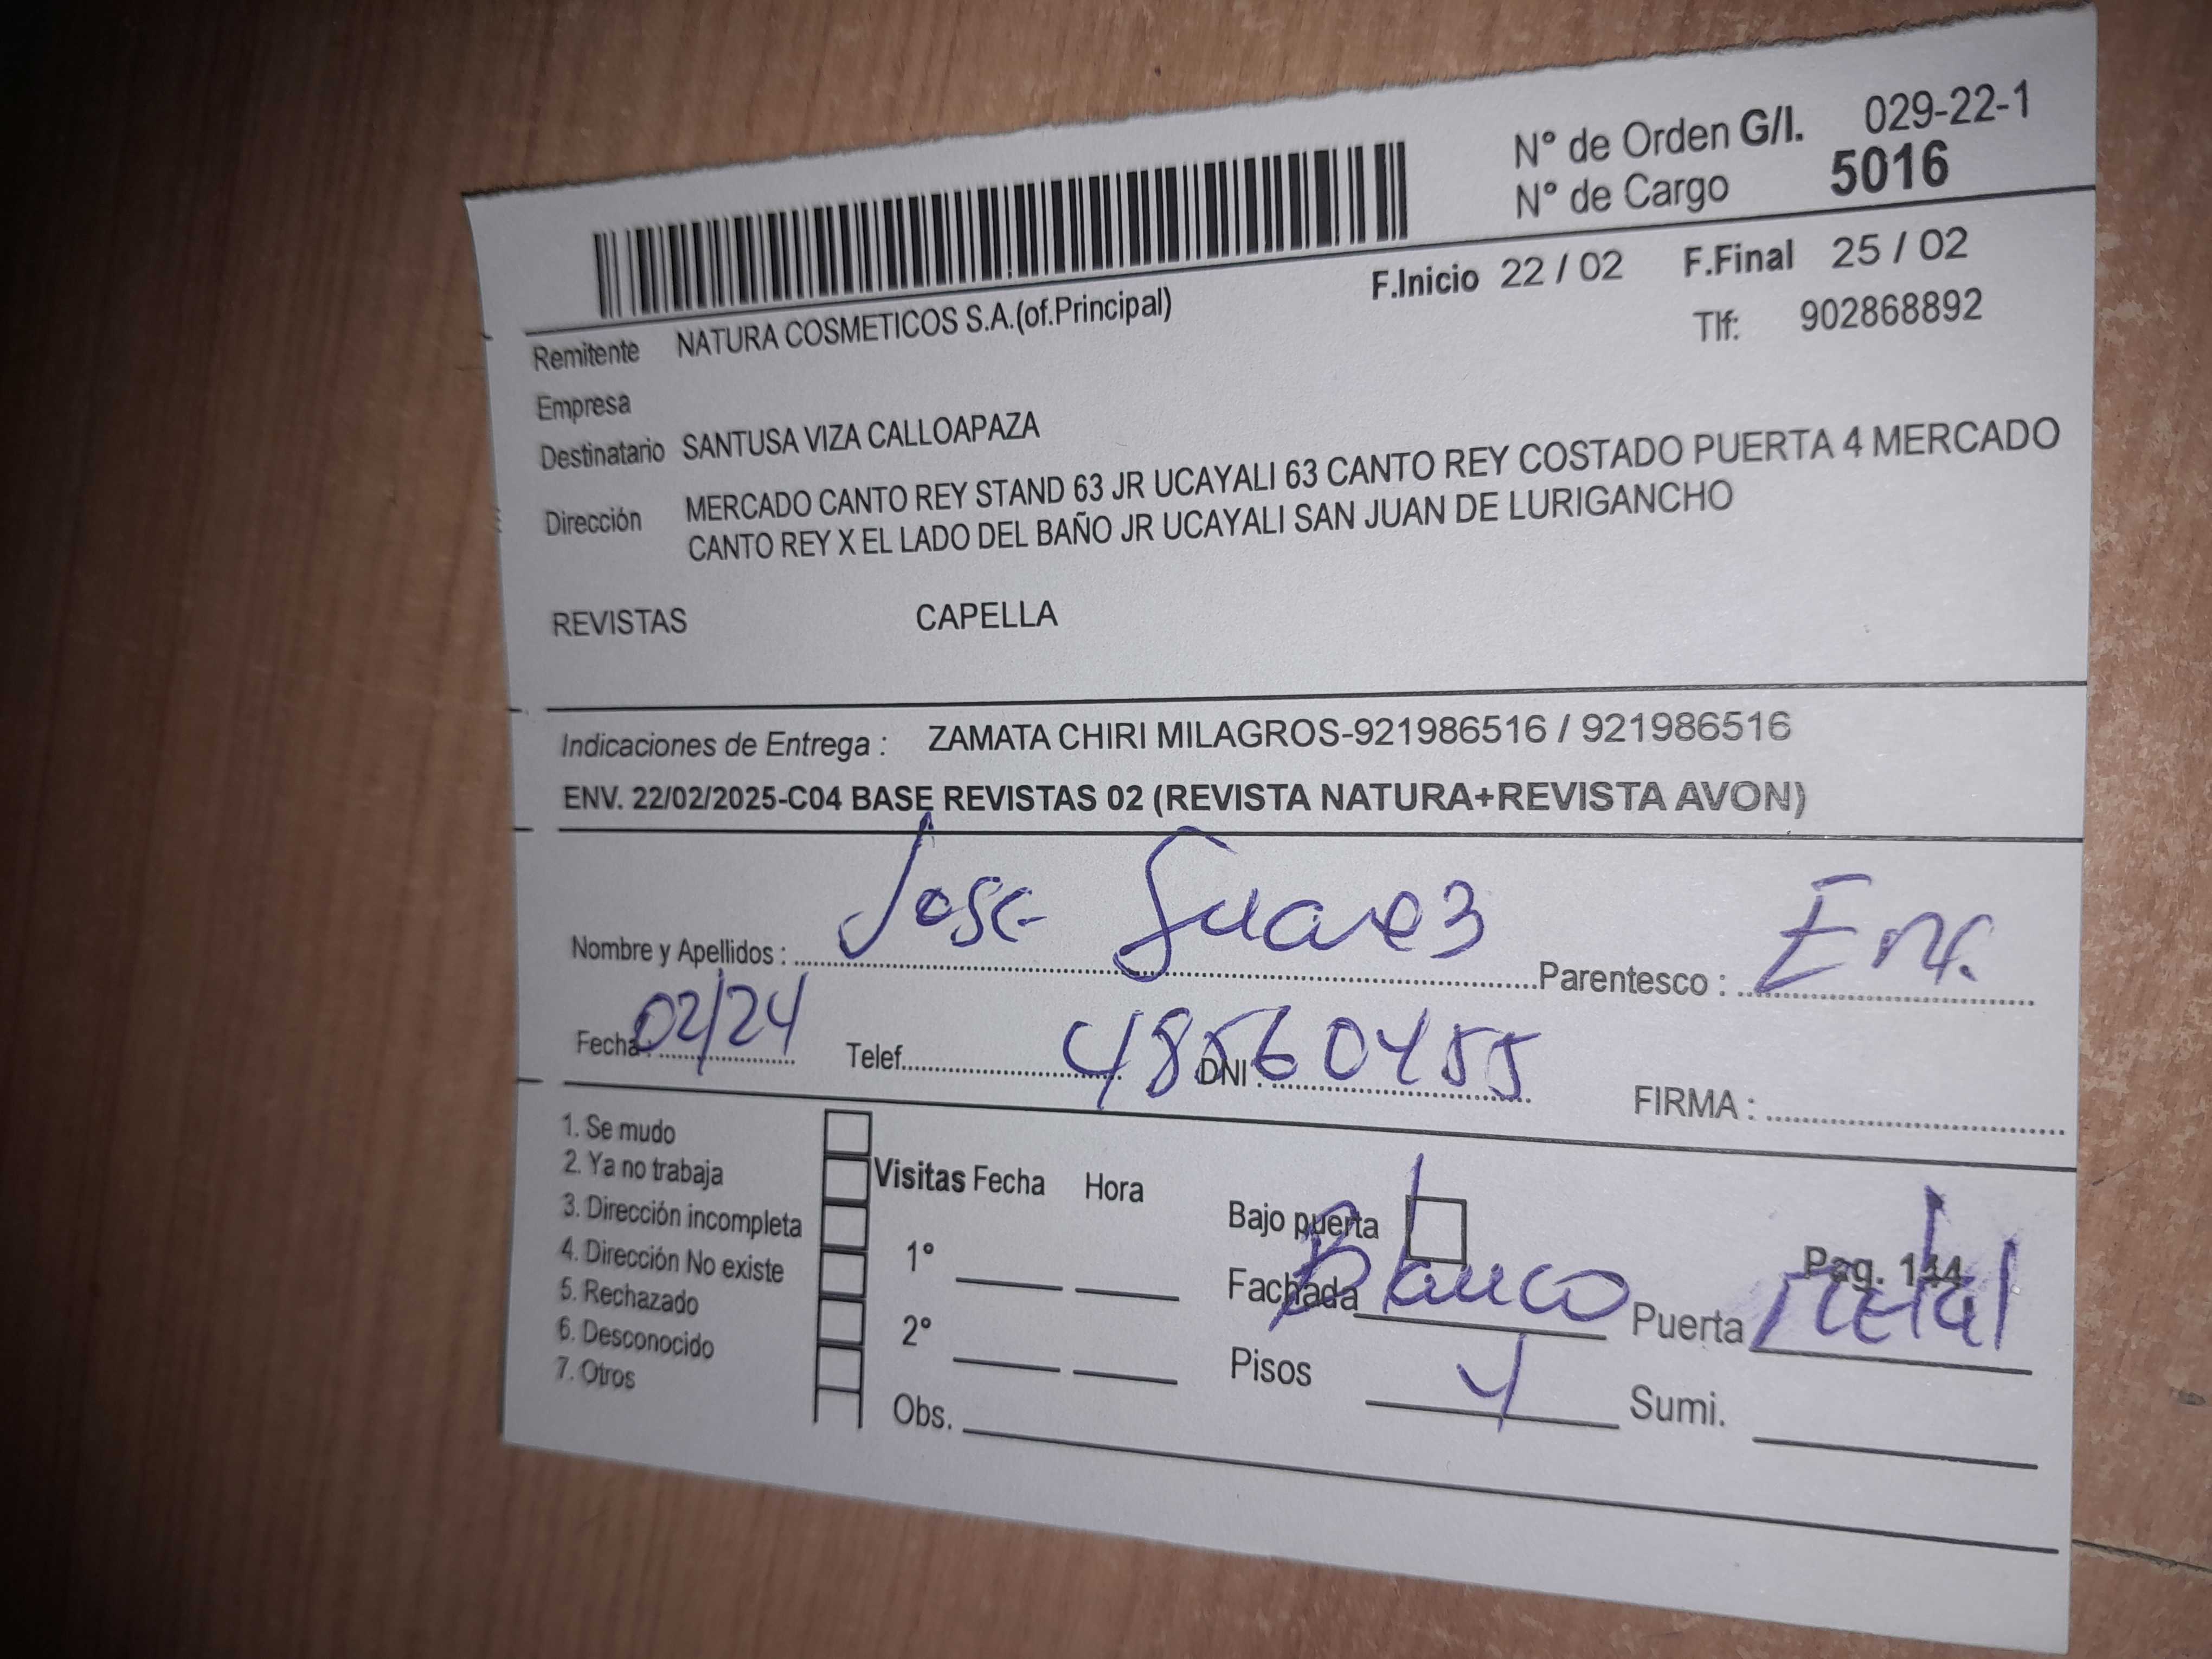 N° de Orden G/I. 029-22-1
N° de Cargo 5016
F.Inicio 22 / 02 F.Final 25 / 02
Remitente NATURA COSMETICOS S.A.(of.Principal) Tlf: 902868892
Empresa
Destinatario SANTUSA VIZA CALLOAPAZA
Dirección MERCADO CANTO REY STAND 63 JR UCAYALI 63 CANTO REY COSTADO PUERTA 4 MERCADO
CANTO REY X EL LADO DEL BAÑO JR UCAYALI SAN JUAN DE LURIGANCHO
REVISTAS CAPELLA
Indicaciones de Entrega : ZAMATA CHIRI MILAGROS-921986516 / 921986516
ENV. 22/02/2025-C04 BASE REVISTAS 02 (REVISTA NATURA+REVISTA AVON)
Nombre y Apellidos : Jose Suarez Parentesco : Enc.
Fecha : 02/24 Telef. DNI : 48560455 FIRMA :
1. Se mudo
2. Ya no trabaja
3. Dirección incompleta
4. Dirección No existe
5. Rechazado
6. Desconocido
7. Otros
Visitas Fecha Hora
1°
2°
Obs.
Bajo puerta Pag. 144
Fachada Blanco Puerta metal
Pisos 4 Sumi.